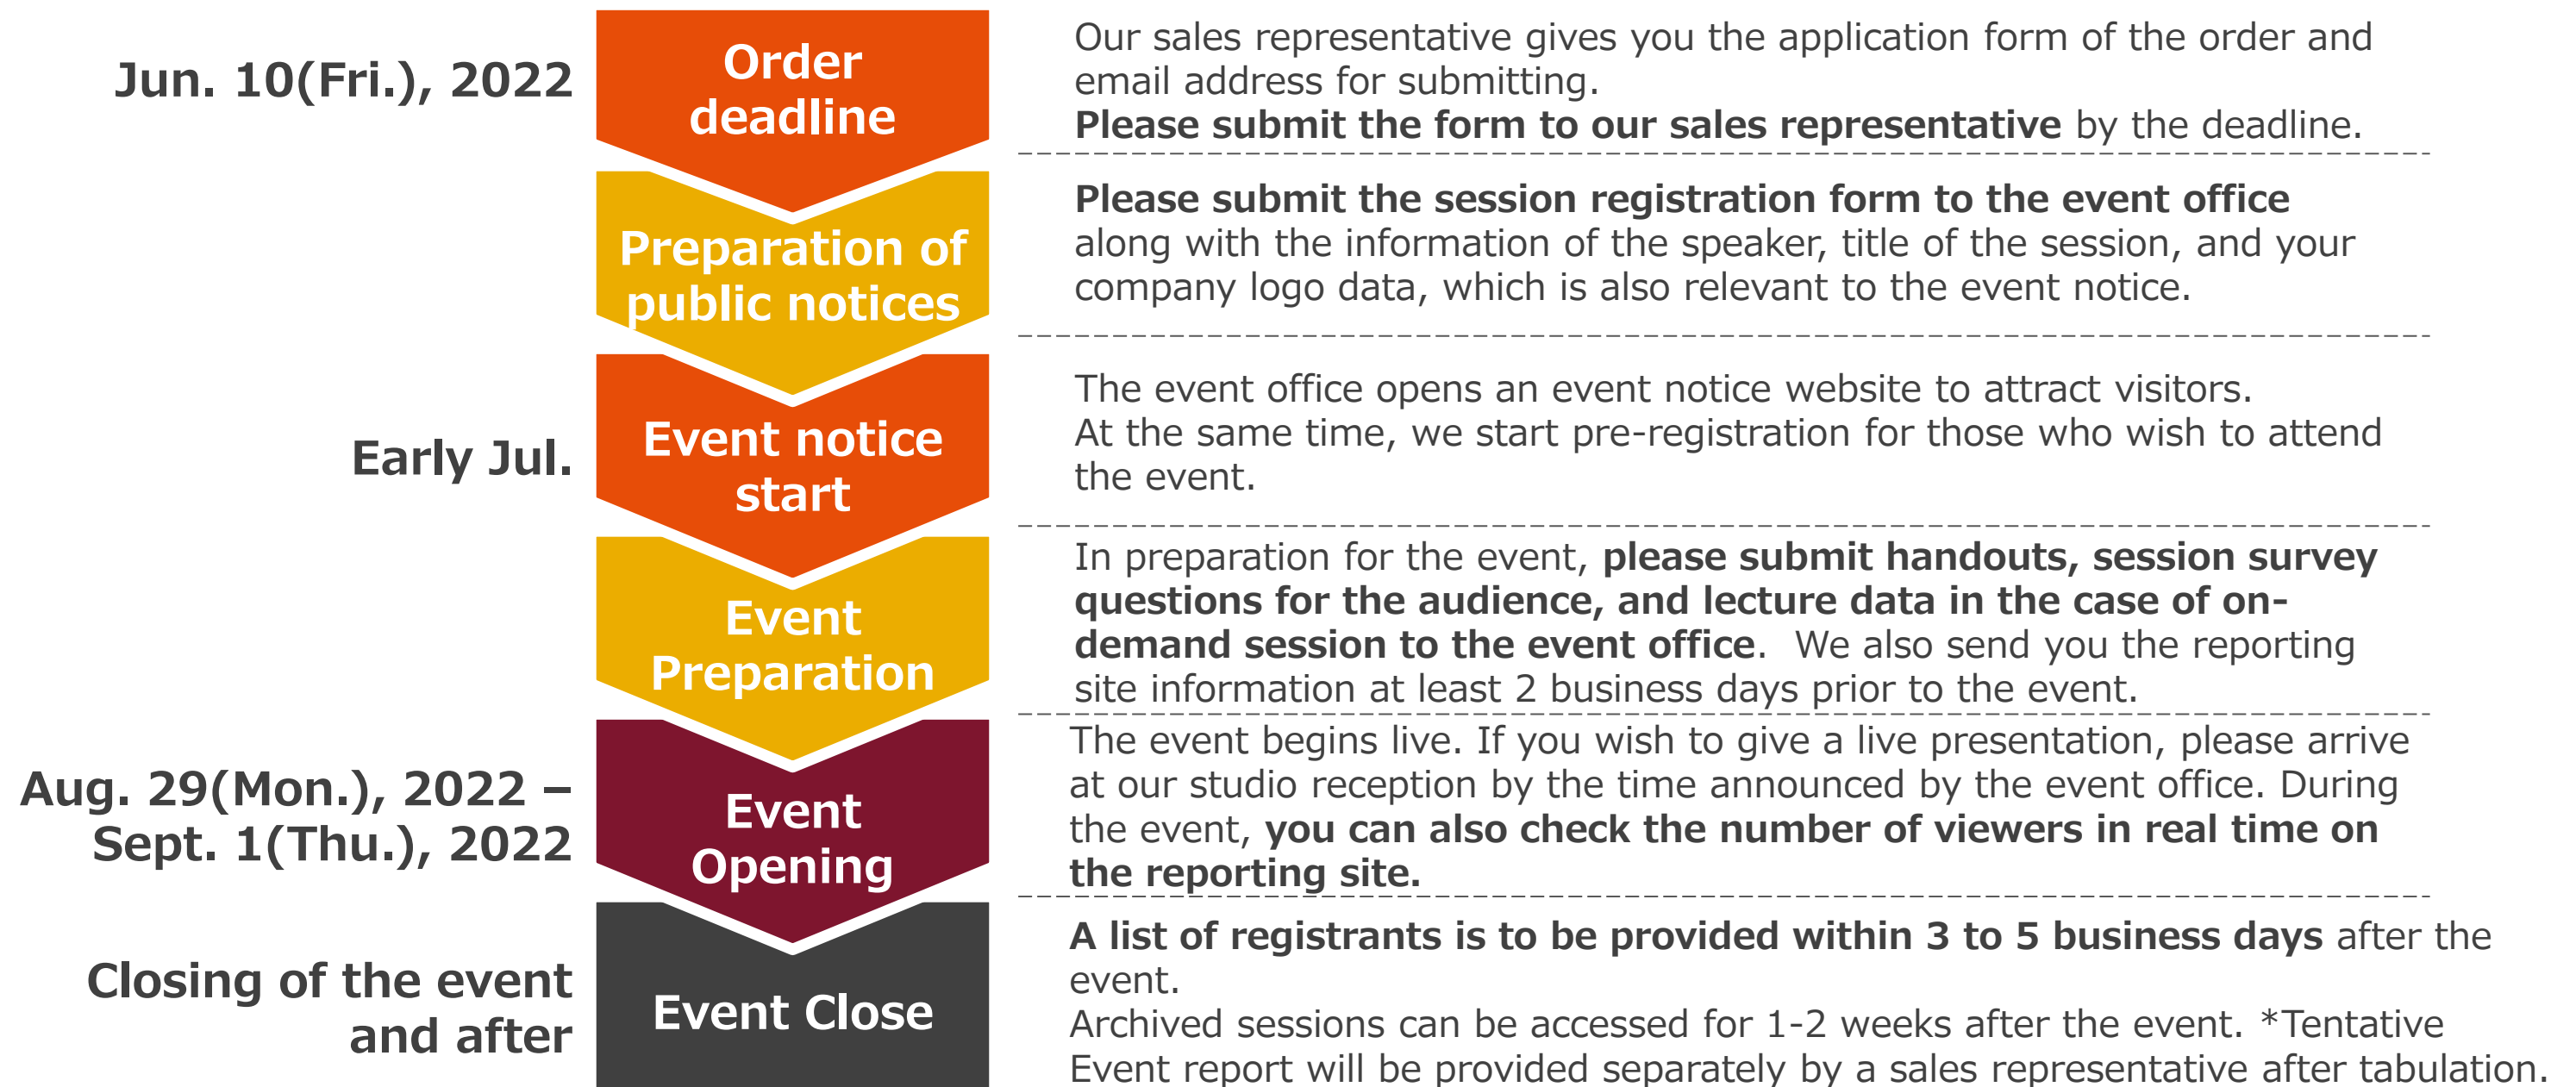 Jun. 10(Fri.), 2022
Order
deadline
Our sales representative gives you the application form of the order and
email address for submitting.
Please submit the form to our sales representative by the deadline.
Preparation of
public notices
Please submit the session registration form to the event office
along with the information of the speaker, title of the session, and your
company logo data, which is also relevant to the event notice.
Early Jul.
Event notice
start
The event office opens an event notice website to attract visitors.
At the same time, we start pre-registration for those who wish to attend
the event.
Event
Preparation
In preparation for the event, please submit handouts, session survey
questions for the audience, and lecture data in the case of on-
demand session to the event office.  We also send you the reporting
site information at least 2 business days prior to the event.
Aug. 29(Mon.), 2022 –
Sept. 1(Thu.), 2022
Event
Opening
The event begins live. If you wish to give a live presentation, please arrive
at our studio reception by the time announced by the event office. During
the event, you can also check the number of viewers in real time on
the reporting site.
Closing of the event
and after
Event Close
A list of registrants is to be provided within 3 to 5 business days after the
event.
Archived sessions can be accessed for 1-2 weeks after the event. *Tentative
Event report will be provided separately by a sales representative after tabulation.